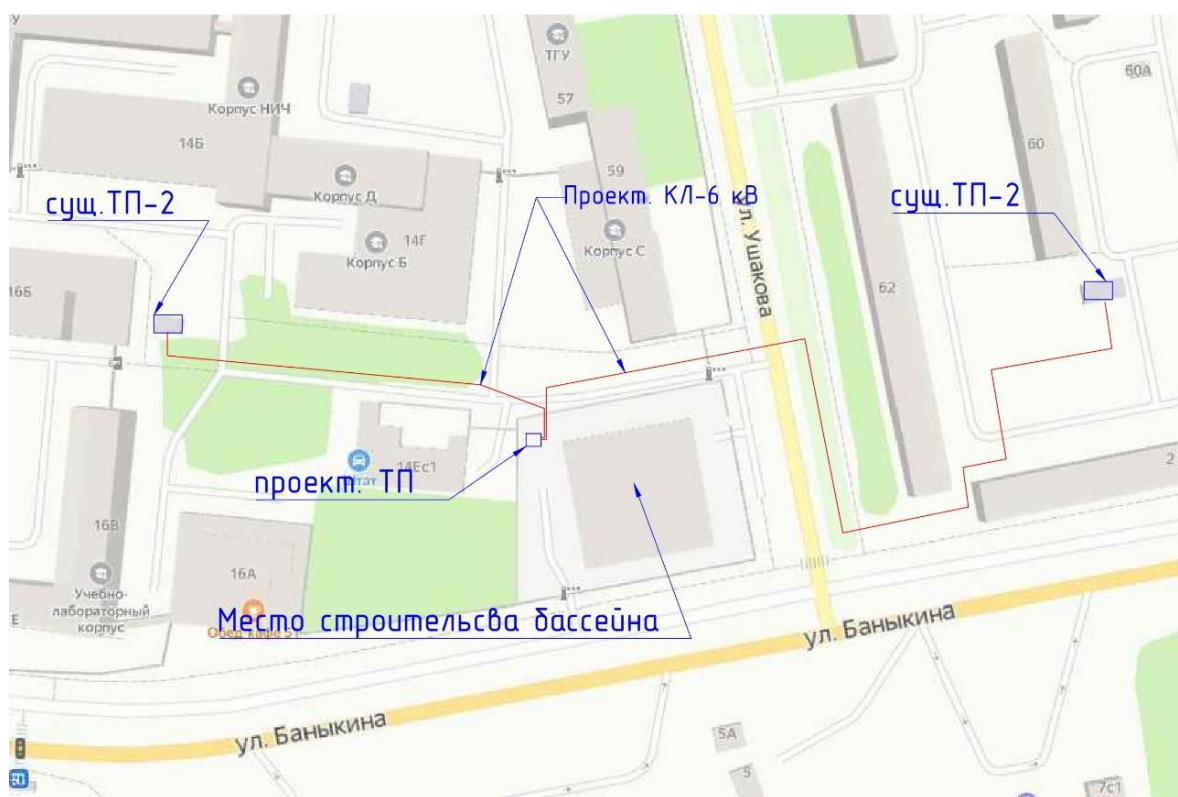 ТГУ
57
60А
Корпус НИЧ
14Б
Корпус Д
59
60
сущ.ТП-2
Проект. КЛ-6 кВ
сущ.ТП-2
14Г
Корпус Б
Корпус С
ул. Ушакова
16Б
62
14Ес1
проект. ТП
2
16В
16А
Учебно-
лабораторный
корпус
Е
Место строительсва бассейна
ул. Баныкина
ул. Баныкина
5А
5
7с1